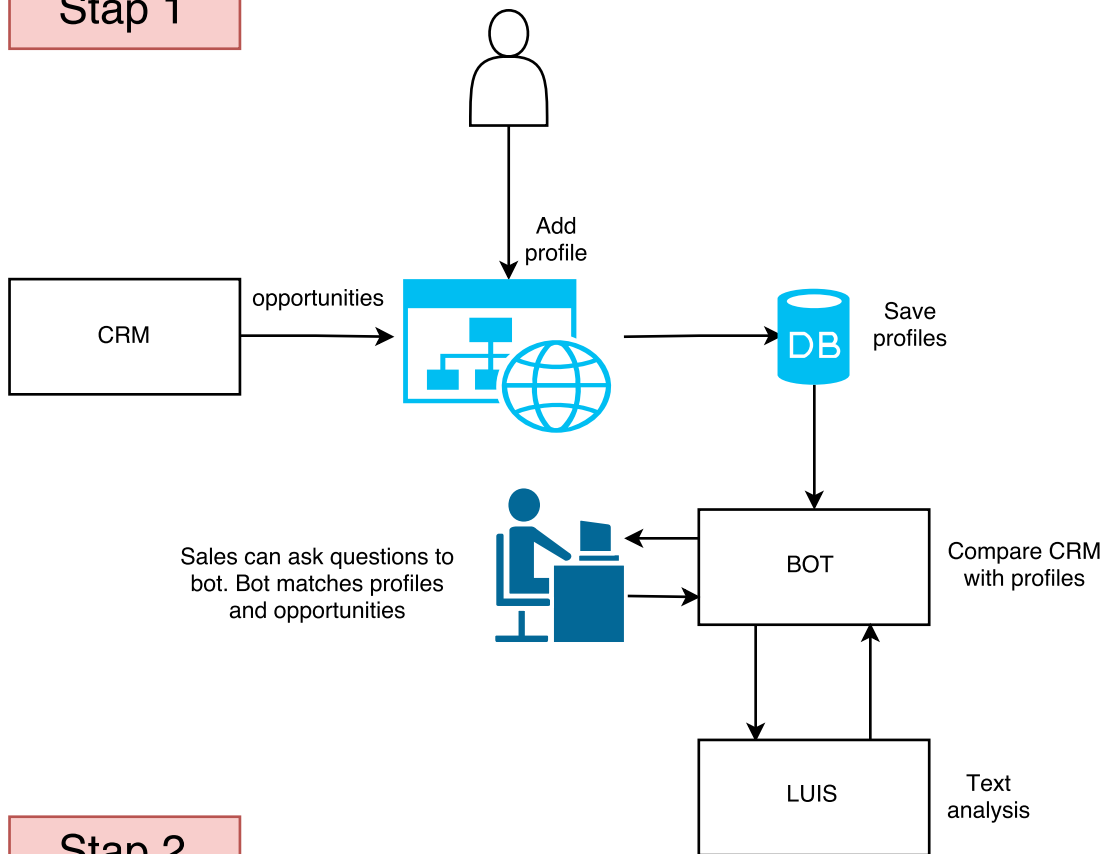 Stap 1
Add
profile
opportunities
CRM
DB
Save
profiles
Sales can ask questions to
bot. Bot matches profiles
and opportunities
BOT
Compare CRM
with profiles
LUIS
Text
analysis
Stap 2